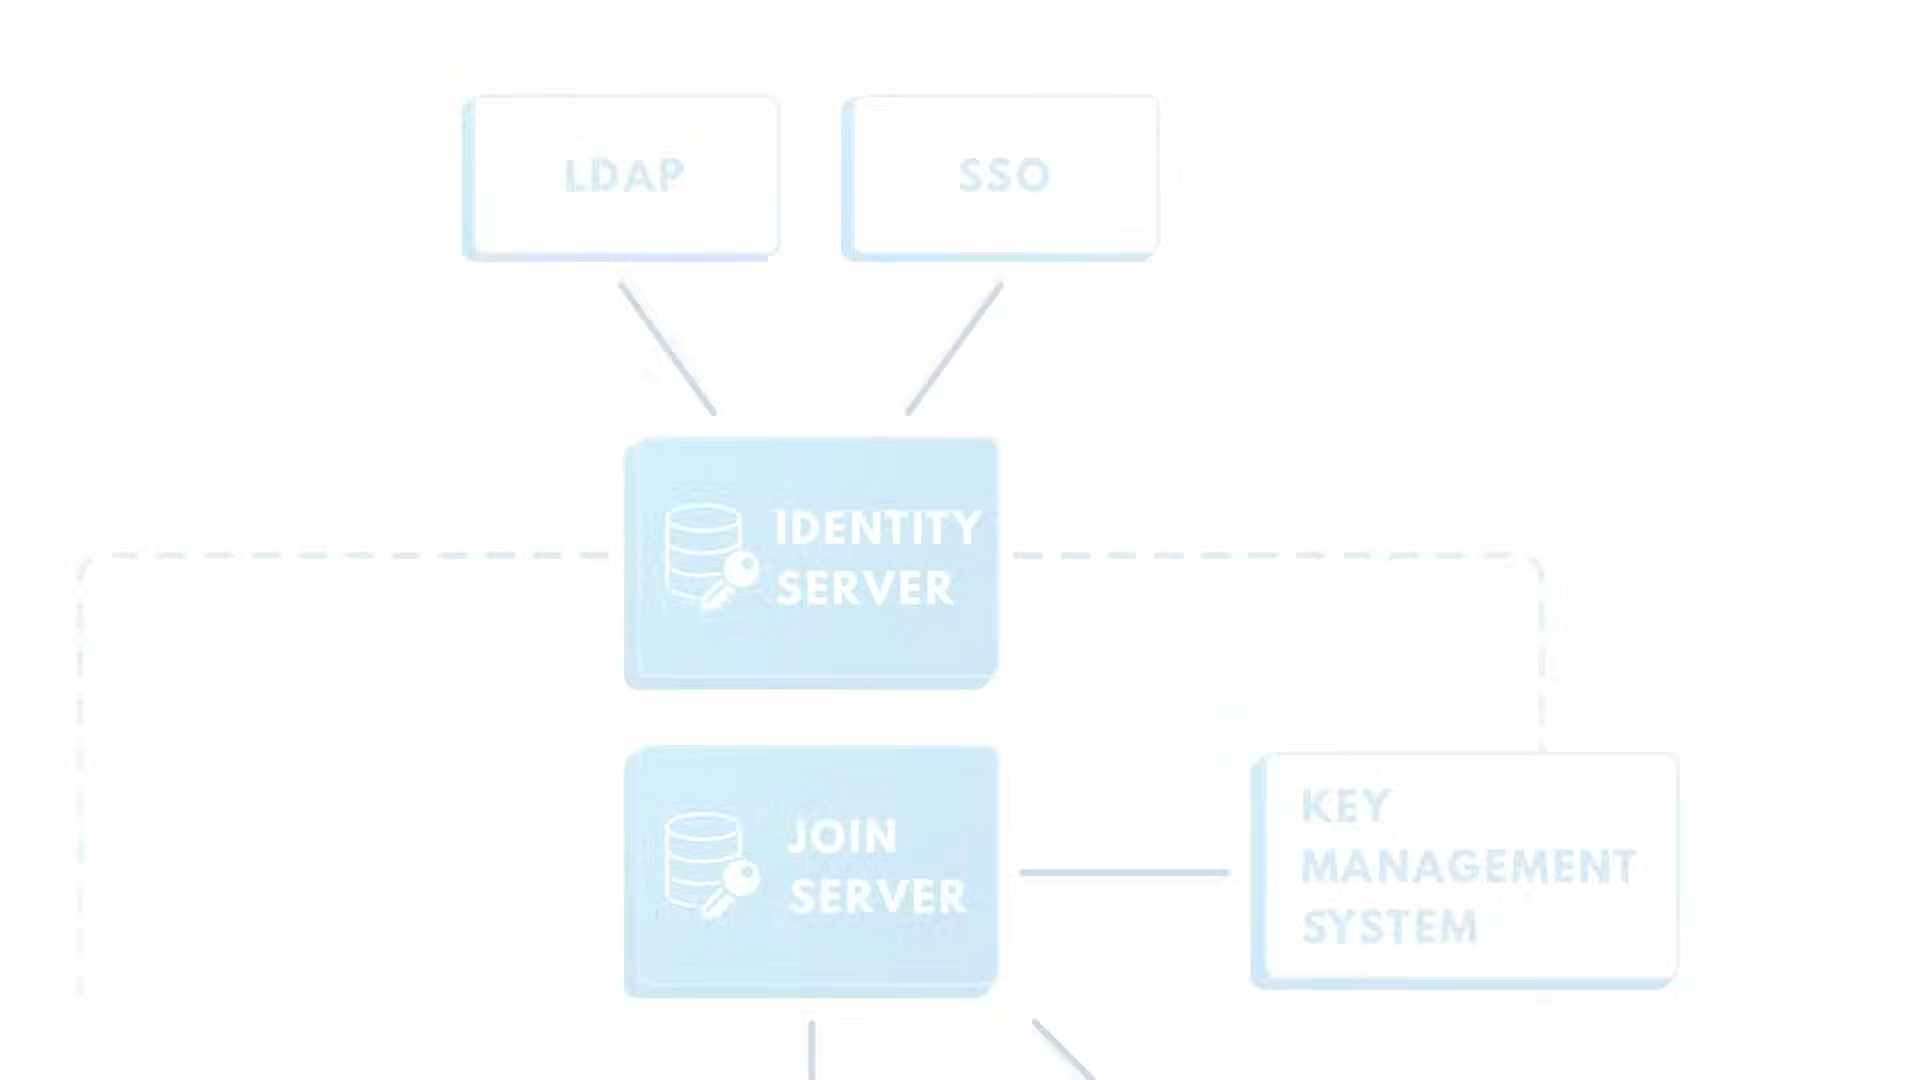 LDAP
SSO
IDENTITY
SERVER
JOIN
SERVER
KEY
MANAGEMENT
SYSTEM